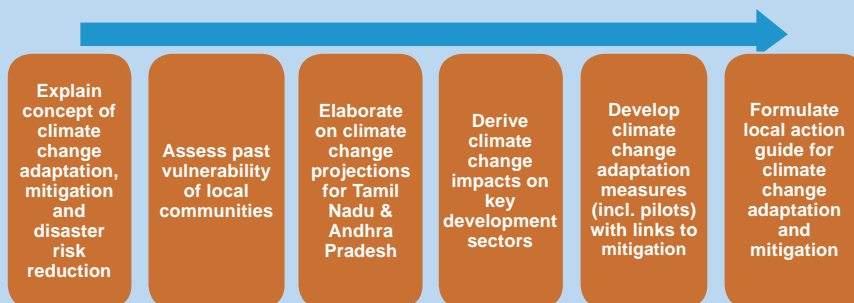 Explain
concept of
climate
change
adaptation,
mitigation
and
disaster
risk
reduction
Assess past
vulnerability
of local
communities
Elaborate
on climate
change
projections
for Tamil
Nadu &
Andhra
Pradesh
Derive
climate
change
impacts on
key
development
sectors
Develop
climate
change
adaptation
measures
(incl. pilots)
with links to
mitigation
Formulate
local action
guide for
climate
change
adaptation
and
mitigation